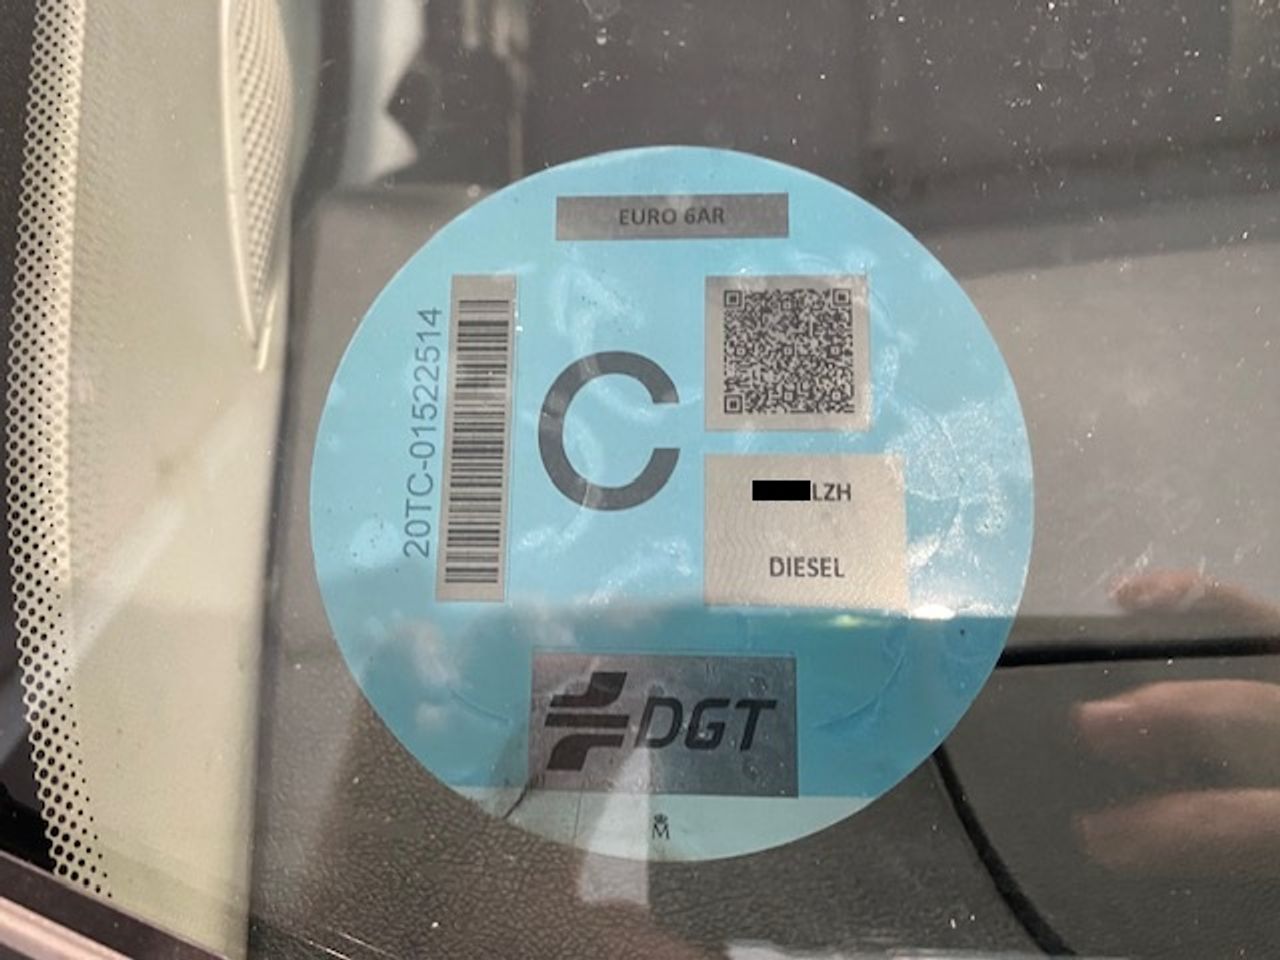 EURO 6AR
20TC-01522514
C
LZH
DIESEL
DGT
M